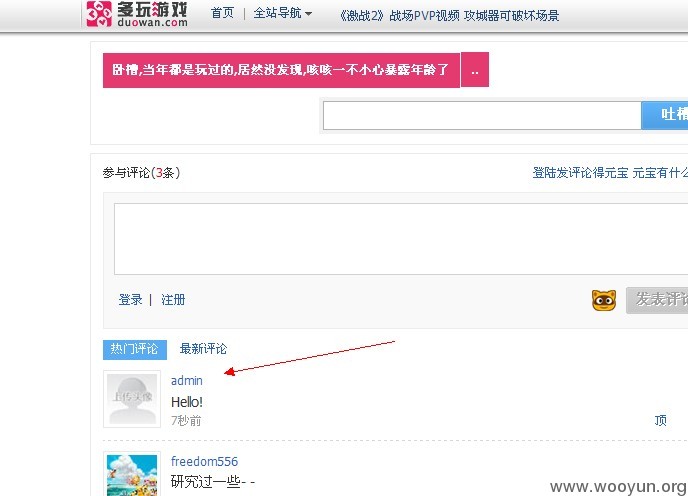 多玩游戏
duowan.com
首页 | 全站导航 《激战2》战场PVP视频 攻城器可破坏场景
卧槽,当年都是玩过的,居然没发现,咳咳一不小心暴露年龄了 ..
吐槽
参与评论(3条) 登陆发评论得元宝 元宝有什么
登录 | 注册 发表评论
热门评论 最新评论
上传头像
admin
Hello!
7秒前 顶
freedom556
研究过一些- -
www.wooyun.org